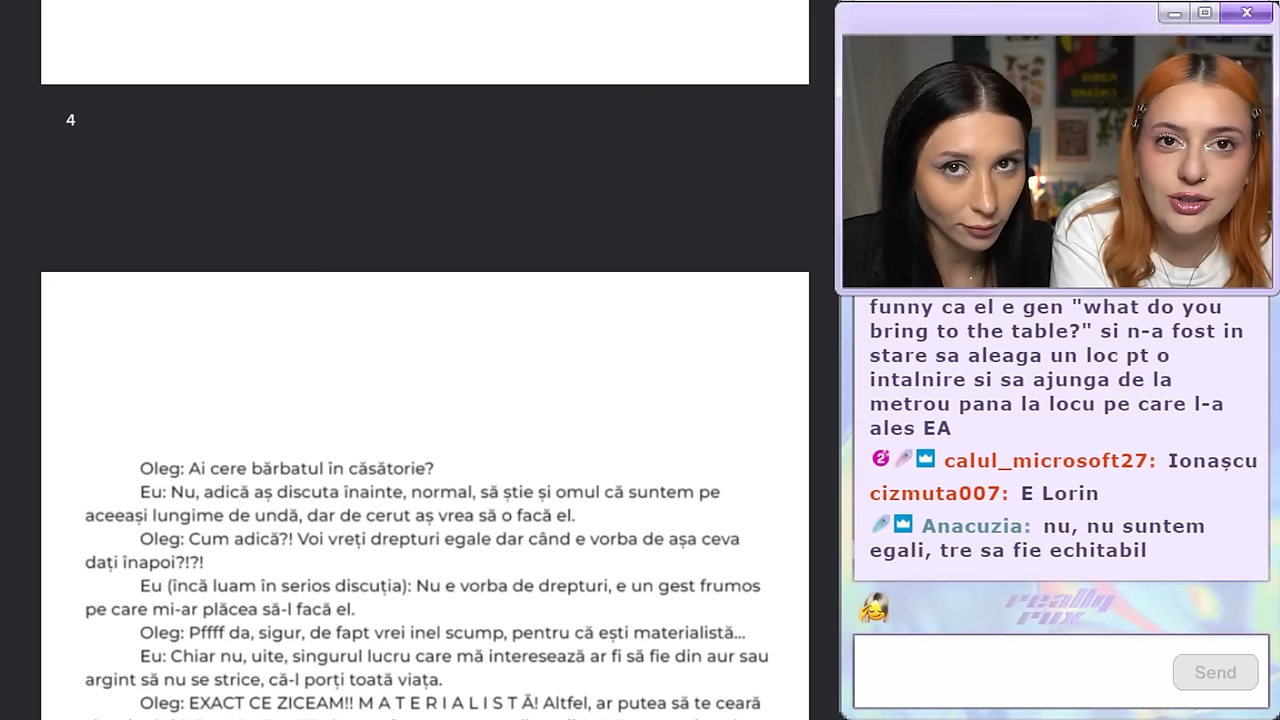 4
Oleg: Ai cere bărbatul în căsătorie?
Eu: Nu, adică aș discuta înainte, normal, să știe și omul că suntem pe
aceeași lungime de undă, dar de cerut aș vrea să o facă el.
Oleg: Cum adică?! Voi vreți drepturi egale dar când e vorba de așa ceva
dați înapoi?!?!
Eu (încă luam în serios discuția): Nu e vorba de drepturi, e un gest frumos
pe care mi-ar plăcea să-l facă el.
Oleg: Pffff da, sigur, de fapt vrei inel scump, pentru că ești materialistă...
Eu: Chiar nu, uite, singurul lucru care mă interesează ar fi să fie din aur sau
argint să nu se strice, că-l porți toată viața.
Oleg: EXACT CE ZICEAM!! M A T E R I A L I S T Ă! Altfel, ar putea să te ceară
funny ca el e gen "what do you
bring to the table?" si n-a fost in
stare sa aleaga un loc pt o
intalnire si sa ajunga de la
metrou pana la locu pe care l-a
ales EA
calul_microsoft27: Ionașcu
cizmuta007: E Lorin
Anacuzia: nu, nu suntem
egali, tre sa fie echitabil
really
rux
Send